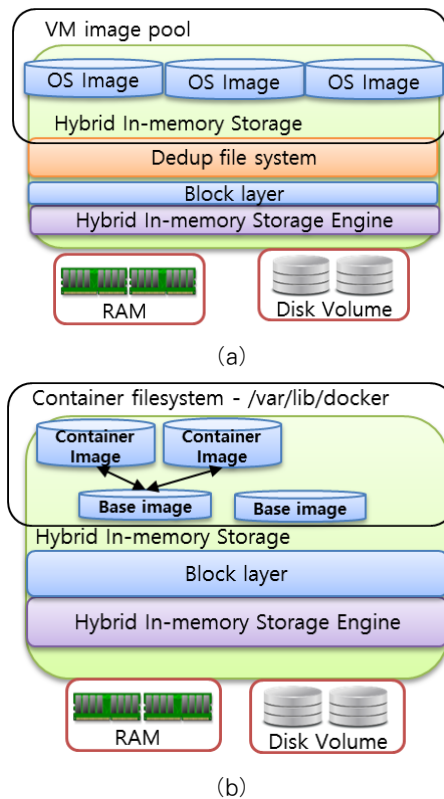 VM image pool
OS Image OS Image OS Image
Hybrid In-memory Storage
Dedup file system
Block layer
Hybrid In-memory Storage Engine
RAM Disk Volume
(a)
Container filesystem - /var/lib/docker
Container Container
Image Image
Base image Base image
Hybrid In-memory Storage
Block layer
Hybrid In-memory Storage Engine
RAM Disk Volume
(b)